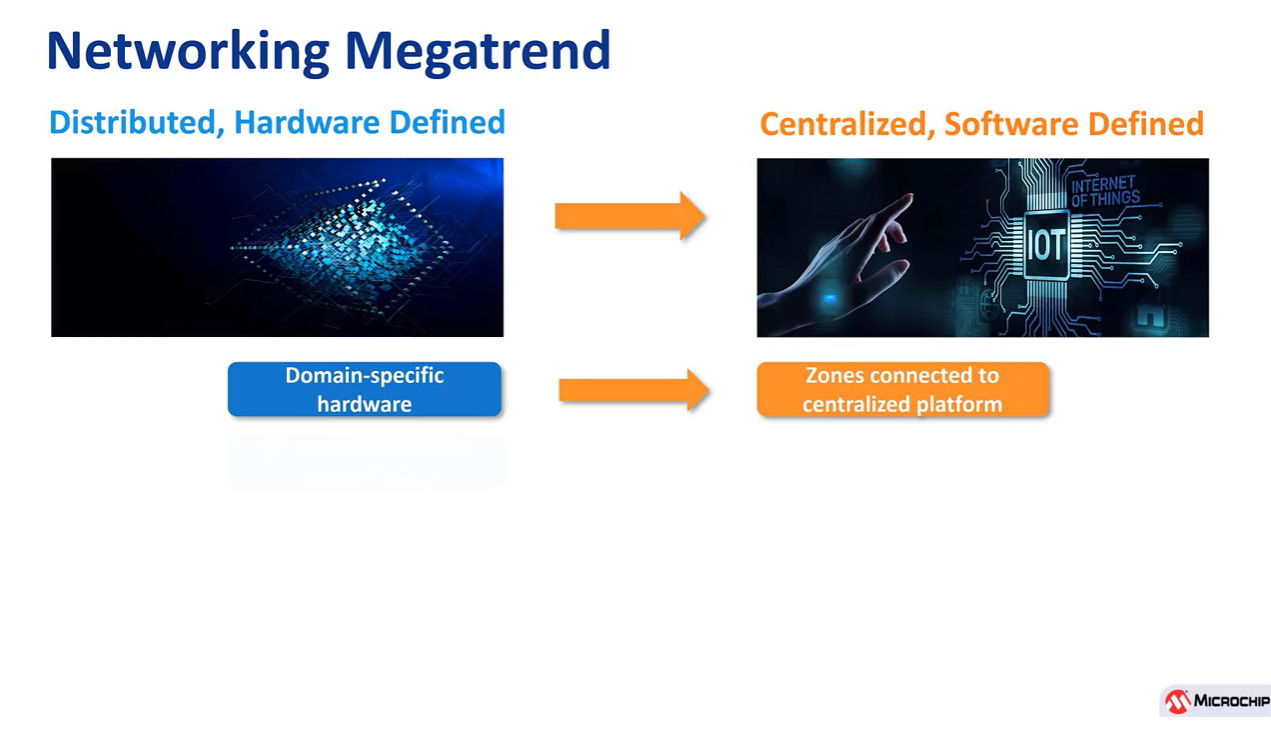 Networking Megatrend
Distributed, Hardware Defined
Centralized, Software Defined
INTERNET
OF THINGS
IOT
Domain-specific
hardware
Zones connected to
centralized platform
MICROCHIP